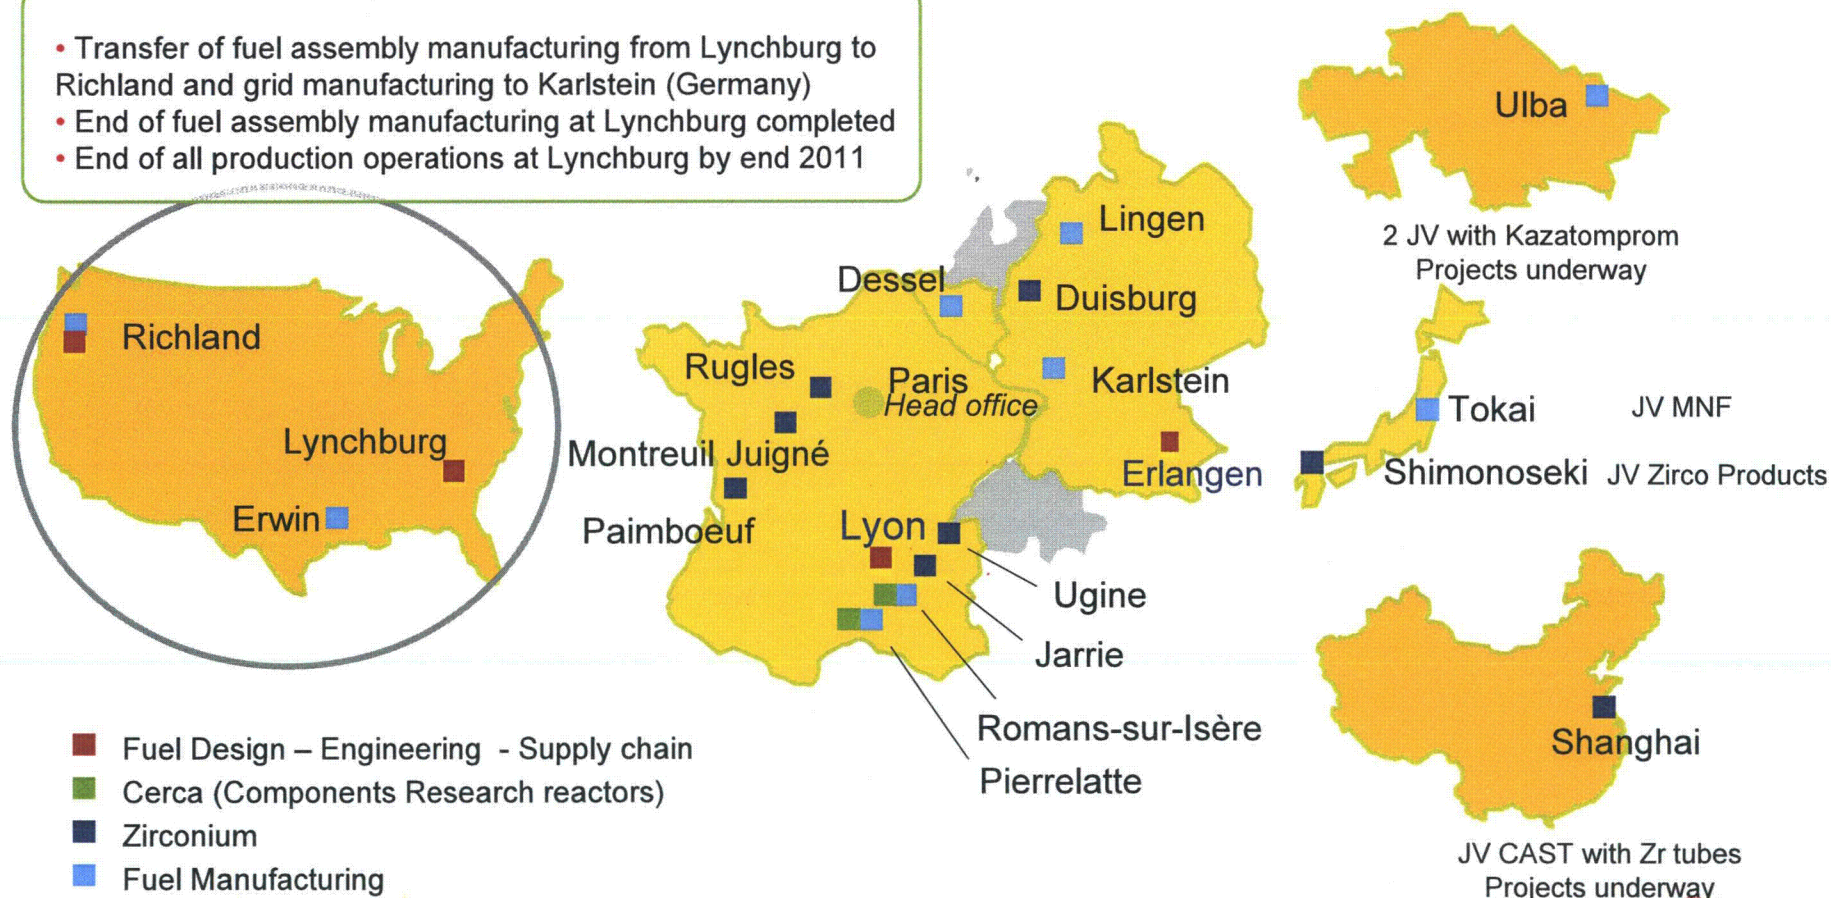 • Transfer of fuel assembly manufacturing from Lynchburg to
Richland and grid manufacturing to Karlstein (Germany)
• End of fuel assembly manufacturing at Lynchburg completed
• End of all production operations at Lynchburg by end 2011
Richland
Lynchburg
Erwin
Lingen
Dessel
Duisburg
Rugles
Paris
Head office
Karlstein
Montreuil Juigné
Erlangen
Paimboeuf
Lyon
Ugine
Jarrie
Romans-sur-Isère
Pierrelatte
Ulba
2 JV with Kazatomprom
Projects underway
Tokai JV MNF
Shimonoseki JV Zirco Products
Shanghai
JV CAST with Zr tubes
Projects underway
Fuel Design – Engineering - Supply chain
Cerca (Components Research reactors)
Zirconium
Fuel Manufacturing